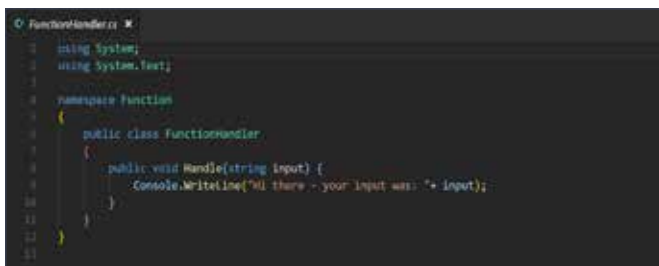 FunctionHandler.cs ×
1 using System;
2 using System.Text;
3
4 namespace Function
5 {
6 public class FunctionHandler
7 {
8 public void Handle(string input) {
9 Console.WriteLine("Hi there - your input was: "+ input);
10 }
11 }
12 }
13